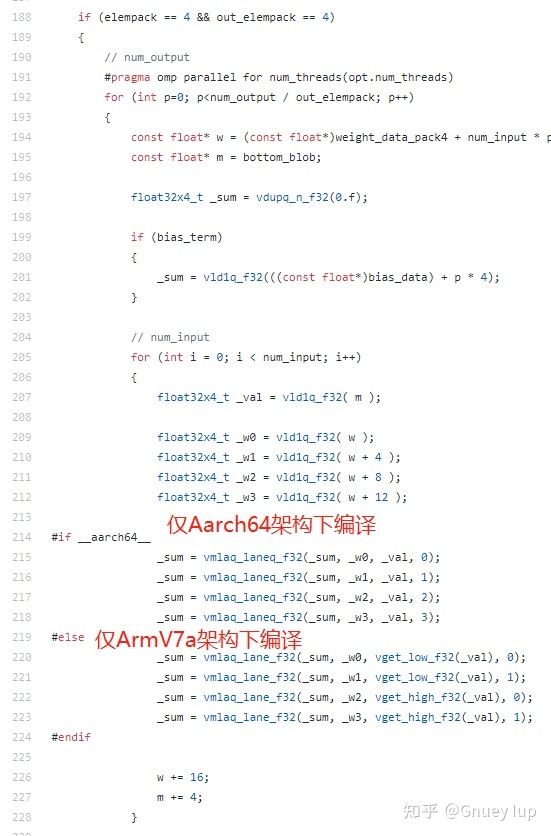 188 if (elempack == 4 && out_elempack == 4)
189 {
190 // num_output
191 #pragma omp parallel for num_threads(opt.num_threads)
192 for (int p=0; p<num_output / out_elempack; p++)
193 {
194 const float* w = (const float*)weight_data_pack4 + num_input * p
195 const float* m = bottom_blob;
196
197 float32x4_t _sum = vdupq_n_f32(0.f);
198
199 if (bias_term)
200 {
201 _sum = vld1q_f32(((const float*)bias_data) + p * 4);
202 }
203
204 // num_input
205 for (int i = 0; i < num_input; i++)
206 {
207 float32x4_t _val = vld1q_f32( m );
208
209 float32x4_t _w0 = vld1q_f32( w );
210 float32x4_t _w1 = vld1q_f32( w + 4 );
211 float32x4_t _w2 = vld1q_f32( w + 8 );
212 float32x4_t _w3 = vld1q_f32( w + 12 );
213
仅Aarch64架构下编译
214 #if __aarch64__
215 _sum = vmlaq_laneq_f32(_sum, _w0, _val, 0);
216 _sum = vmlaq_laneq_f32(_sum, _w1, _val, 1);
217 _sum = vmlaq_laneq_f32(_sum, _w2, _val, 2);
218 _sum = vmlaq_laneq_f32(_sum, _w3, _val, 3);
219 #else 仅ArmV7a架构下编译
220 _sum = vmlaq_lane_f32(_sum, _w0, vget_low_f32(_val), 0);
221 _sum = vmlaq_lane_f32(_sum, _w1, vget_low_f32(_val), 1);
222 _sum = vmlaq_lane_f32(_sum, _w2, vget_high_f32(_val), 0);
223 _sum = vmlaq_lane_f32(_sum, _w3, vget_high_f32(_val), 1);
224 #endif
225
226 w += 16;
227 m += 4;
228 }
知乎 @Gnuey Iup